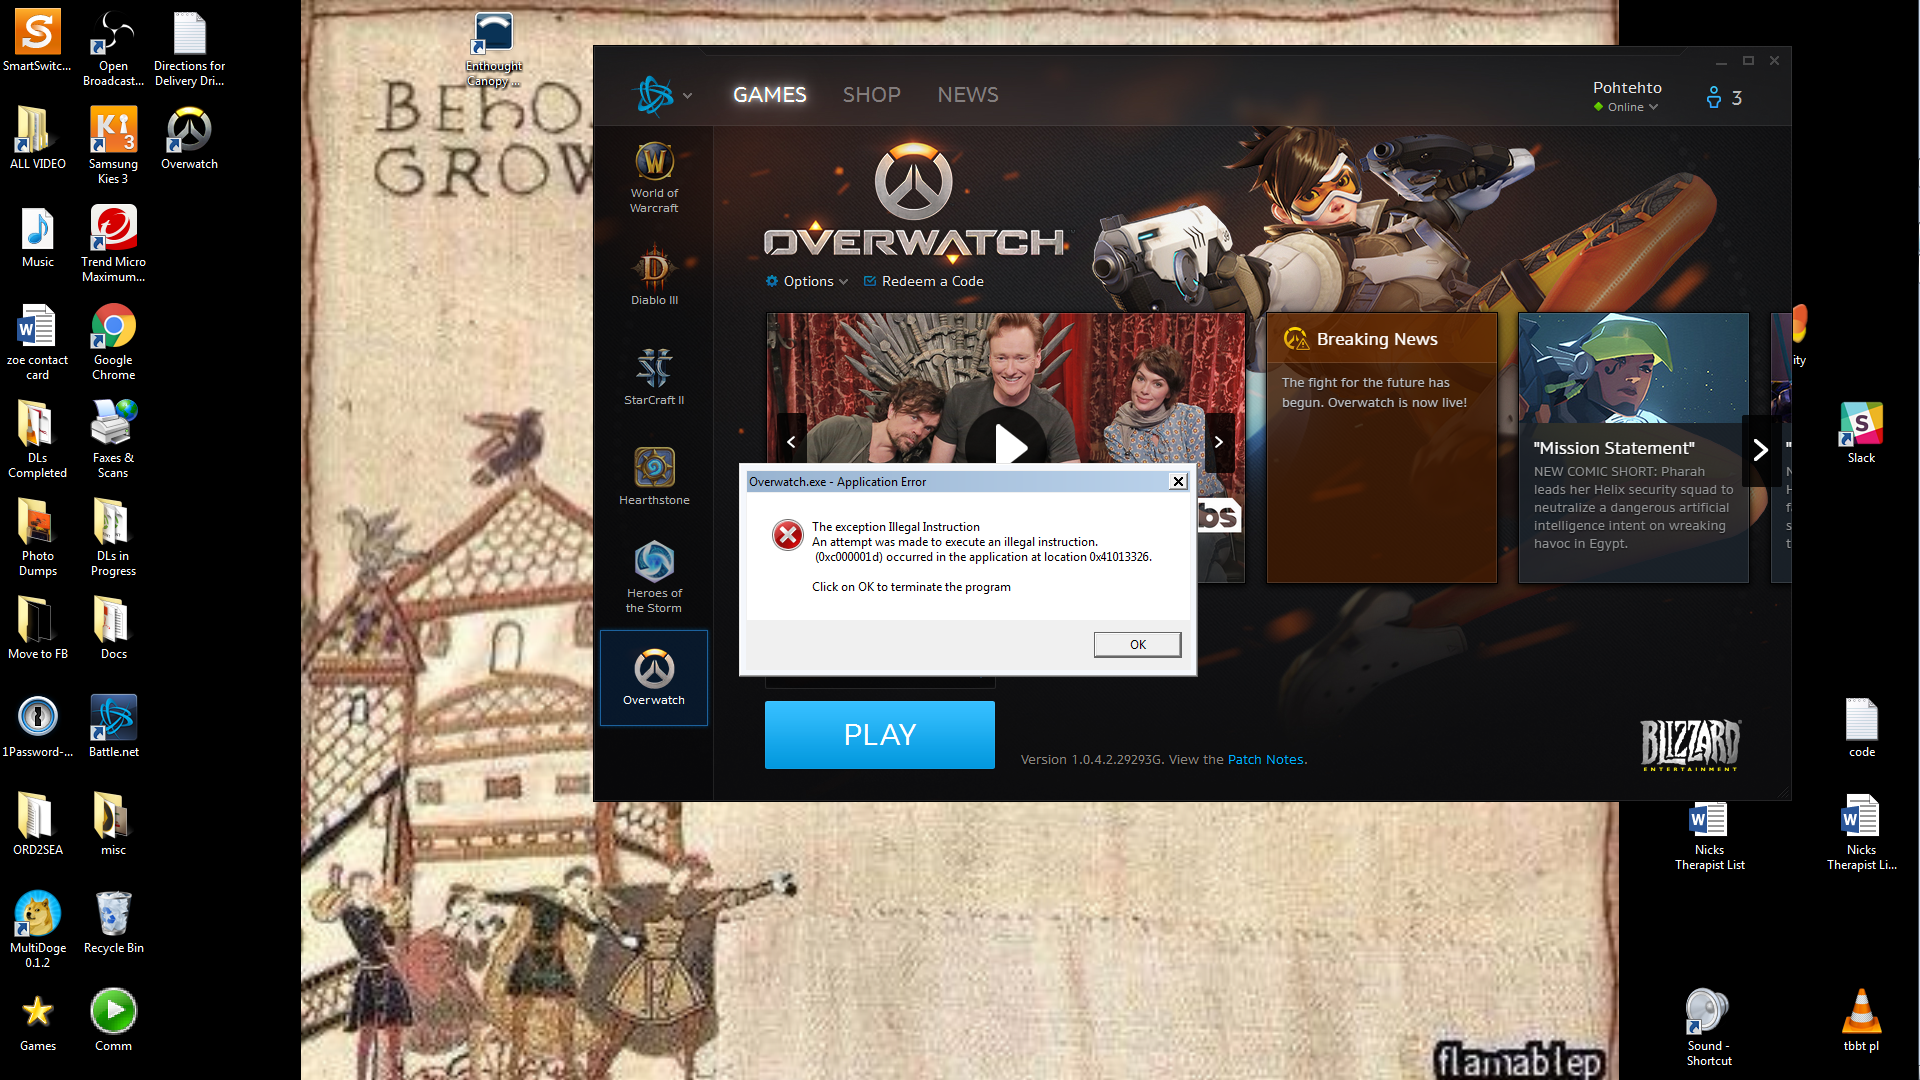 SmartSwitc...
Open
Broadcast...
Directions for
Delivery Dri...
ALL VIDEO
Samsung
Kies 3
Overwatch
Music
Trend Micro
Maximum...
zoe contact
card
Google
Chrome
DLs
Completed
Faxes &
Scans
Photo
Dumps
DLs in
Progress
Move to FB
Docs
1Password-...
Battle.net
ORD2SEA
misc
MultiDoge
0.1.2
Recycle Bin
Games
Comm
Enthought
Canopy ...
BEHO
GROW
GAMES
SHOP
NEWS
Pohtehto
Online
3
World of
Warcraft
Diablo III
StarCraft II
Hearthstone
Heroes of
the Storm
Overwatch
OVERWATCH
Options
Redeem a Code
Breaking News
The fight for the future has
begun. Overwatch is now live!
"Mission Statement"
NEW COMIC SHORT: Pharah
leads her Helix security squad to
neutralize a dangerous artificial
intelligence intent on wreaking
havoc in Egypt.
bs
Overwatch.exe - Application Error
The exception Illegal Instruction
An attempt was made to execute an illegal instruction.
(0xc000001d) occurred in the application at location 0x41013326.
Click on OK to terminate the program
OK
PLAY
Version 1.0.4.2.29293G. View the Patch Notes.
BLIZZARD
ENTERTAINMENT
ity
Slack
code
Nicks
Therapist List
Nicks
Therapist Li...
Sound -
Shortcut
tbbt pl
flamablep